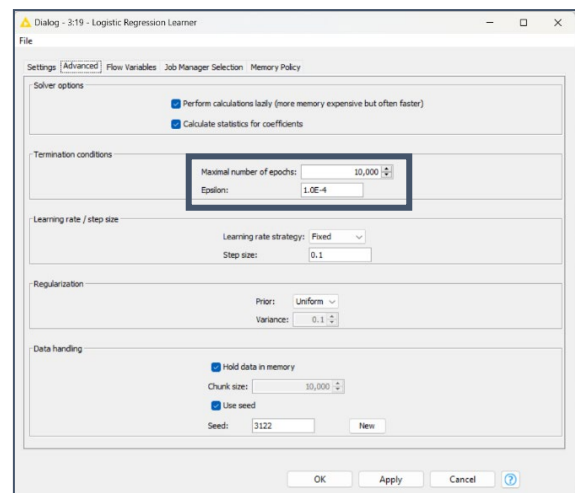 Dialog - 3:19 - Logistic Regression Learner
File
Settings Advanced Flow Variables Job Manager Selection Memory Policy
Solver options
Perform calculations lazily (more memory expensive but often faster)
Calculate statistics for coefficients
Termination conditions
Maximal number of epochs: 10,000
Epsilon: 1.0E-4
Learning rate / step size
Learning rate strategy: Fixed
Step size: 0.1
Regularization
Prior: Uniform
Variance: 0.1
Data handling
Hold data in memory
Chunk size: 10,000
Use seed
Seed: 3122 New
OK Apply Cancel ?